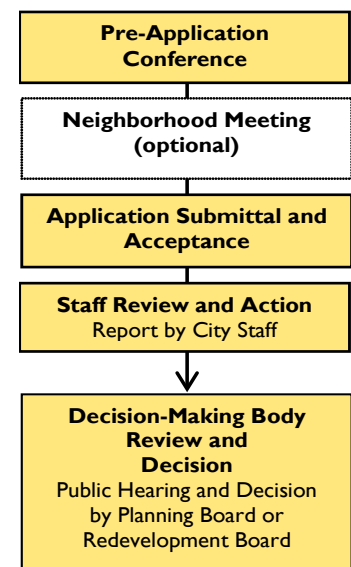 Pre-Application
Conference
Neighborhood Meeting
(optional)
Application Submittal and
Acceptance
Staff Review and Action
Report by City Staff
Decision-Making Body
Review and
Decision
Public Hearing and Decision
by Planning Board or
Redevelopment Board